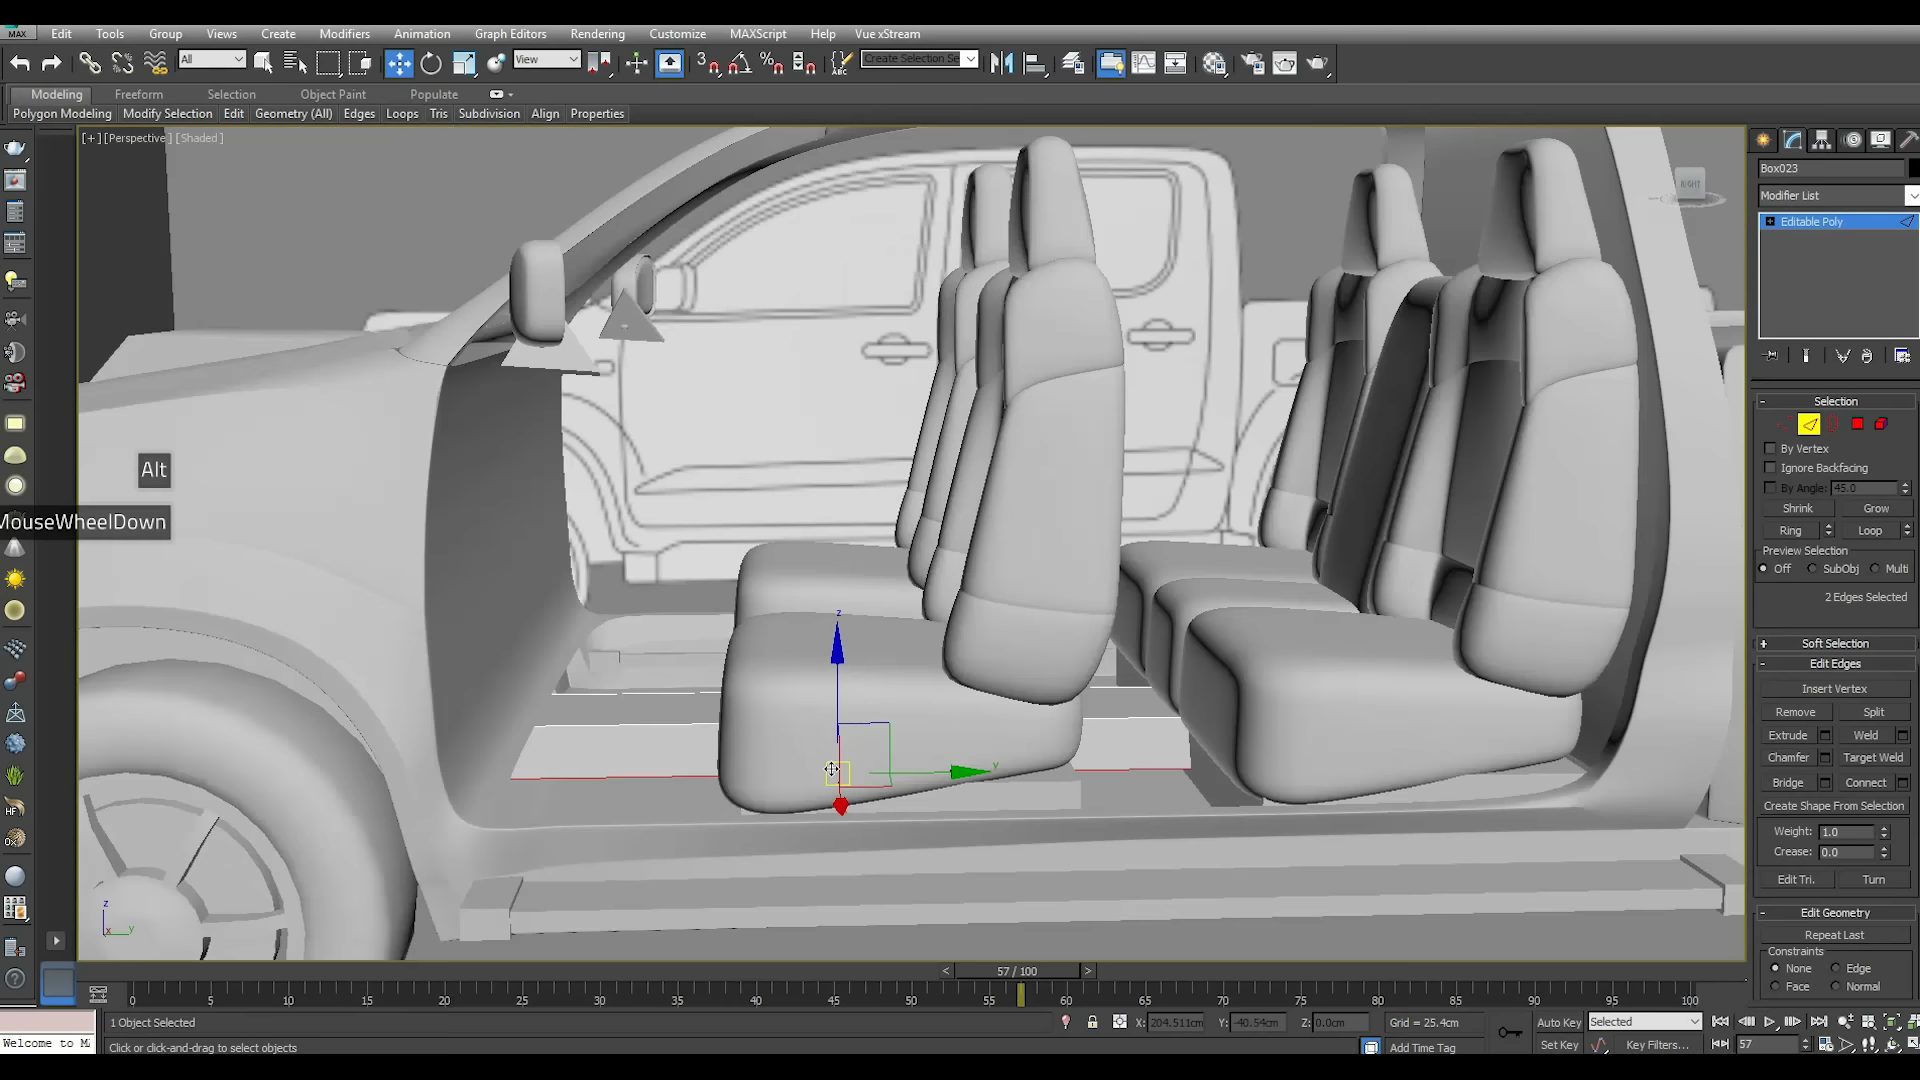 MAX Edit Tools Group Views Create Modifiers Animation Graph Editors Rendering Customize MAXScript Help Vue xStream
All View Create Selection Se
Modeling Freeform Selection Object Paint Populate
Polygon Modeling Modify Selection Edit Geometry (All) Edges Loops Tris Subdivision Align Properties
[+] [Perspective] [Shaded]
RIGHT
Box023
Modifier List
Editable Poly
Selection
By Vertex
Ignore Backfacing
By Angle: 45.0
Shrink Grow
Ring Loop
Preview Selection
Off SubObj Multi
2 Edges Selected
Soft Selection
Edit Edges
Insert Vertex
Remove Split
Extrude Weld
Chamfer Target Weld
Bridge Connect
Create Shape From Selection
Weight: 1.0
Crease: 0.0
Edit Tri. Turn
Edit Geometry
Repeat Last
Constraints
None Edge
Face Normal
Alt
MouseWheelDown
z
y
z
x y
HF
< 57 / 100 >
0 5 10 15 20 25 30 35 40 45 50 55 60 65 70 75 80 85 90 95 100
1 Object Selected X: 204.511cm Y: -40.54cm Z: 0.0cm Grid = 25.4cm Auto Key Selected
Welcome to M
Click or click-and-drag to select objects Add Time Tag Set Key Key Filters... 57